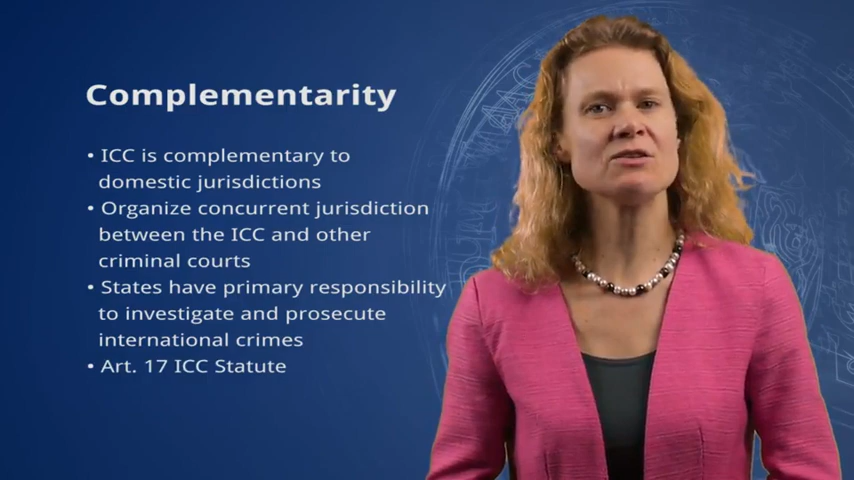 Complementarity
• ICC is complementary to
domestic jurisdictions
• Organize concurrent jurisdiction
between the ICC and other
criminal courts
• States have primary responsibility
to investigate and prosecute
international crimes
• Art. 17 ICC Statute